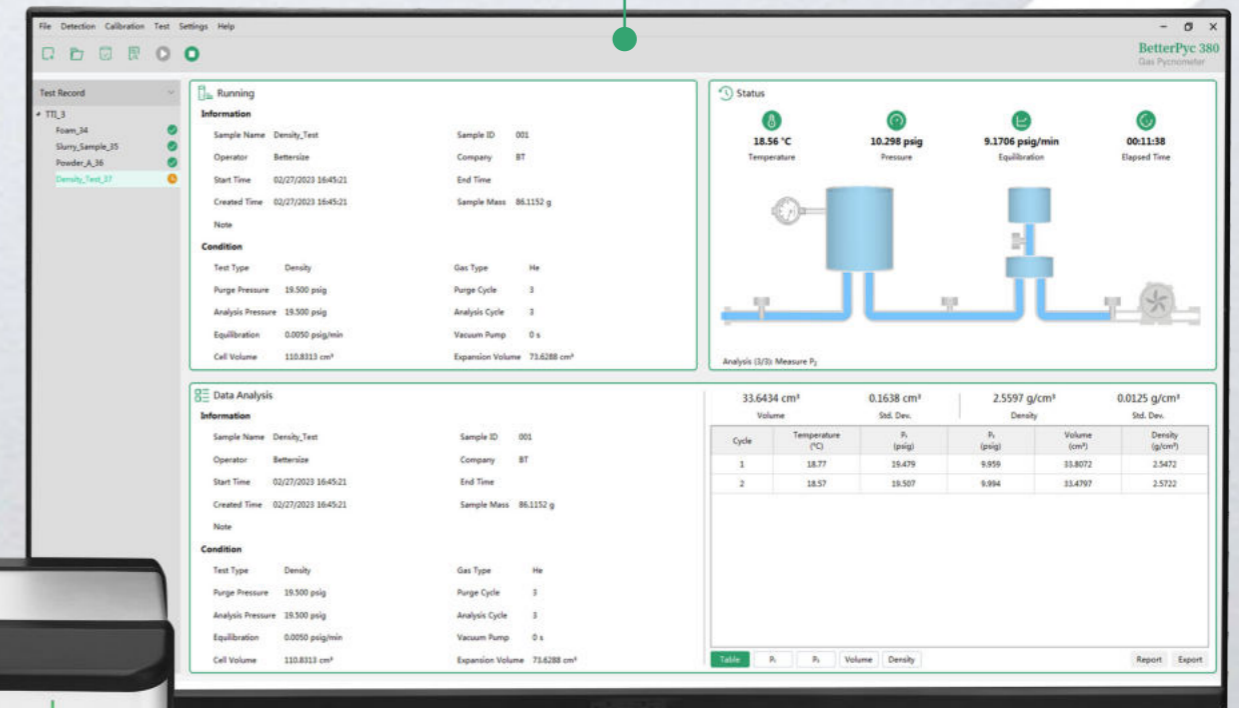 File Detection Calibration Test Settings Help
BetterPyc 380
Gas Pycnometer
Test Record
TTI_3
Foam_34
Slurry_Sample_35
Powder_A_36
Density_Test_37
Running
Information
Sample Name Density_Test Sample ID 001
Operator Bettersize Company BT
Start Time 02/27/2023 16:45:21 End Time
Created Time 02/27/2023 16:45:21 Sample Mass 86.1152 g
Note
Condition
Test Type Density Gas Type He
Purge Pressure 19.500 psig Purge Cycle 3
Analysis Pressure 19.500 psig Analysis Cycle 3
Equilibration 0.0050 psig/min Vacuum Pump 0 s
Cell Volume 110.8313 cm³ Expansion Volume 73.6288 cm³
Status
18.56 °C 10.298 psig 9.1706 psig/min 00:11:38
Temperature Pressure Equilibration Elapsed Time
Analysis (3/3): Measure P₂
Data Analysis
Information
Sample Name Density_Test Sample ID 001
Operator Bettersize Company BT
Start Time 02/27/2023 16:45:21 End Time
Created Time 02/27/2023 16:45:21 Sample Mass 86.1152 g
Note
Condition
Test Type Density Gas Type He
Purge Pressure 19.500 psig Purge Cycle 3
Analysis Pressure 19.500 psig Analysis Cycle 3
Equilibration 0.0050 psig/min Vacuum Pump 0 s
Cell Volume 110.8313 cm³ Expansion Volume 73.6288 cm³
33.6434 cm³ 0.1638 cm³ 2.5597 g/cm³ 0.0125 g/cm³
Volume Std. Dev. Density Std. Dev.
Cycle Temperature (°C) P₁ (psig) P₂ (psig) Volume (cm³) Density (g/cm³)
1 18.77 19.479 9.959 33.8072 2.5472
2 18.57 19.507 9.994 33.4797 2.5722
Table P₁ P₂ Volume Density Report Export